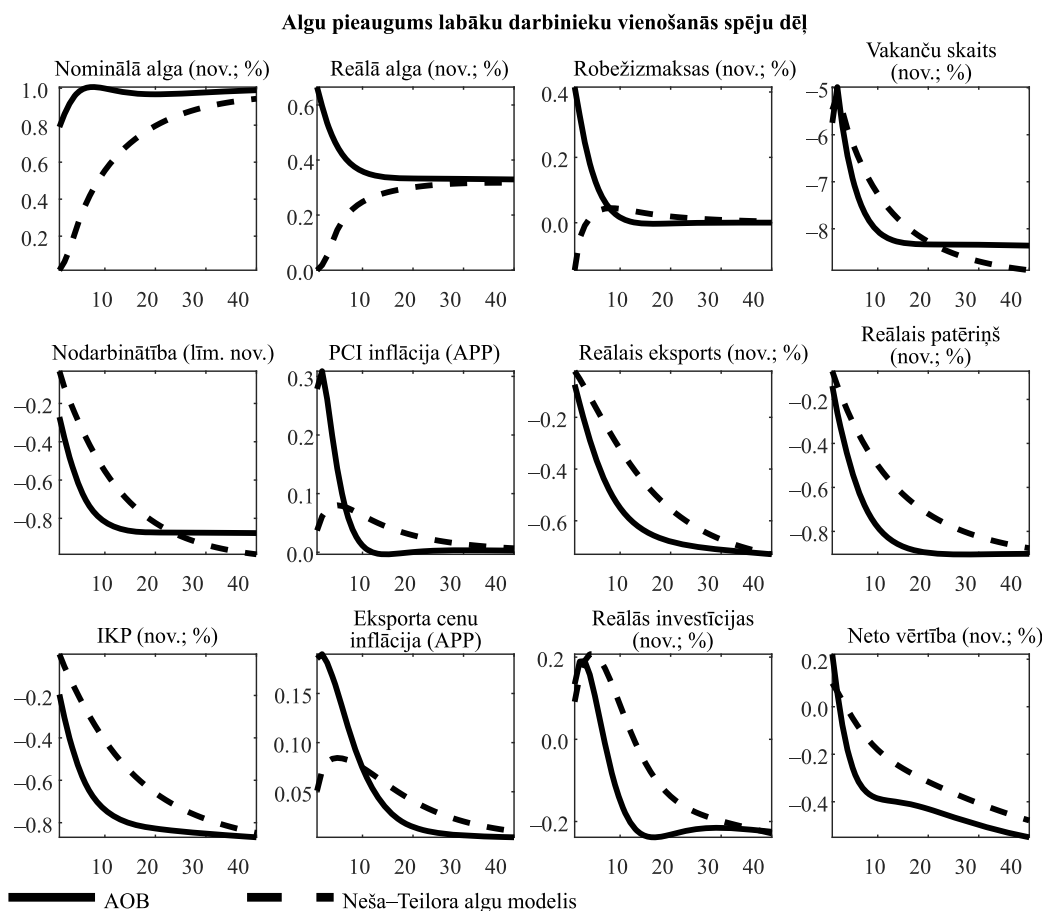 Algu pieaugums labāku darbinieku vienošanās spēju dēļ
Nominālā alga (nov.; %)
1.0
0.8
0.6
0.4
0.2
10 20 30 40
Reālā alga (nov.; %)
0.6
0.4
0.2
0.0
10 20 30 40
Robežizmaksas (nov.; %)
0.4
0.2
0.0
10 20 30 40
Vakanču skaits
(nov.; %)
–5
–6
–7
–8
10 20 30 40
Nodarbinātība (līm. nov.)
–0.2
–0.4
–0.6
–0.8
10 20 30 40
PCI inflācija (APP)
0.3
0.2
0.1
0.0
10 20 30 40
Reālais eksports (nov.; %)
–0.2
–0.4
–0.6
10 20 30 40
Reālais patēriņš
(nov.; %)
–0.2
–0.4
–0.6
–0.8
10 20 30 40
IKP (nov.; %)
–0.2
–0.4
–0.6
–0.8
10 20 30 40
Eksporta cenu
inflācija (APP)
0.15
0.10
0.05
10 20 30 40
Reālās investīcijas
(nov.; %)
0.2
0.0
–0.2
10 20 30 40
Neto vērtība (nov.; %)
0.2
0.0
–0.2
–0.4
10 20 30 40
AOB
Neša–Teilora algu modelis